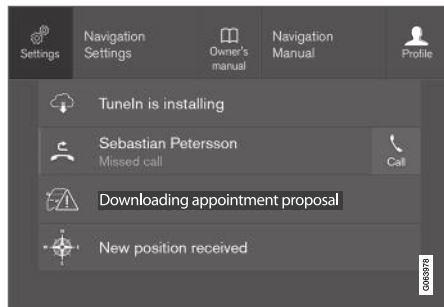 Settings
Navigation
Settings
Owner's
manual
Navigation
Manual
Profile
TuneIn is installing
Sebastian Petersson
Missed call
Call
Downloading appointment proposal
New position received
G063978